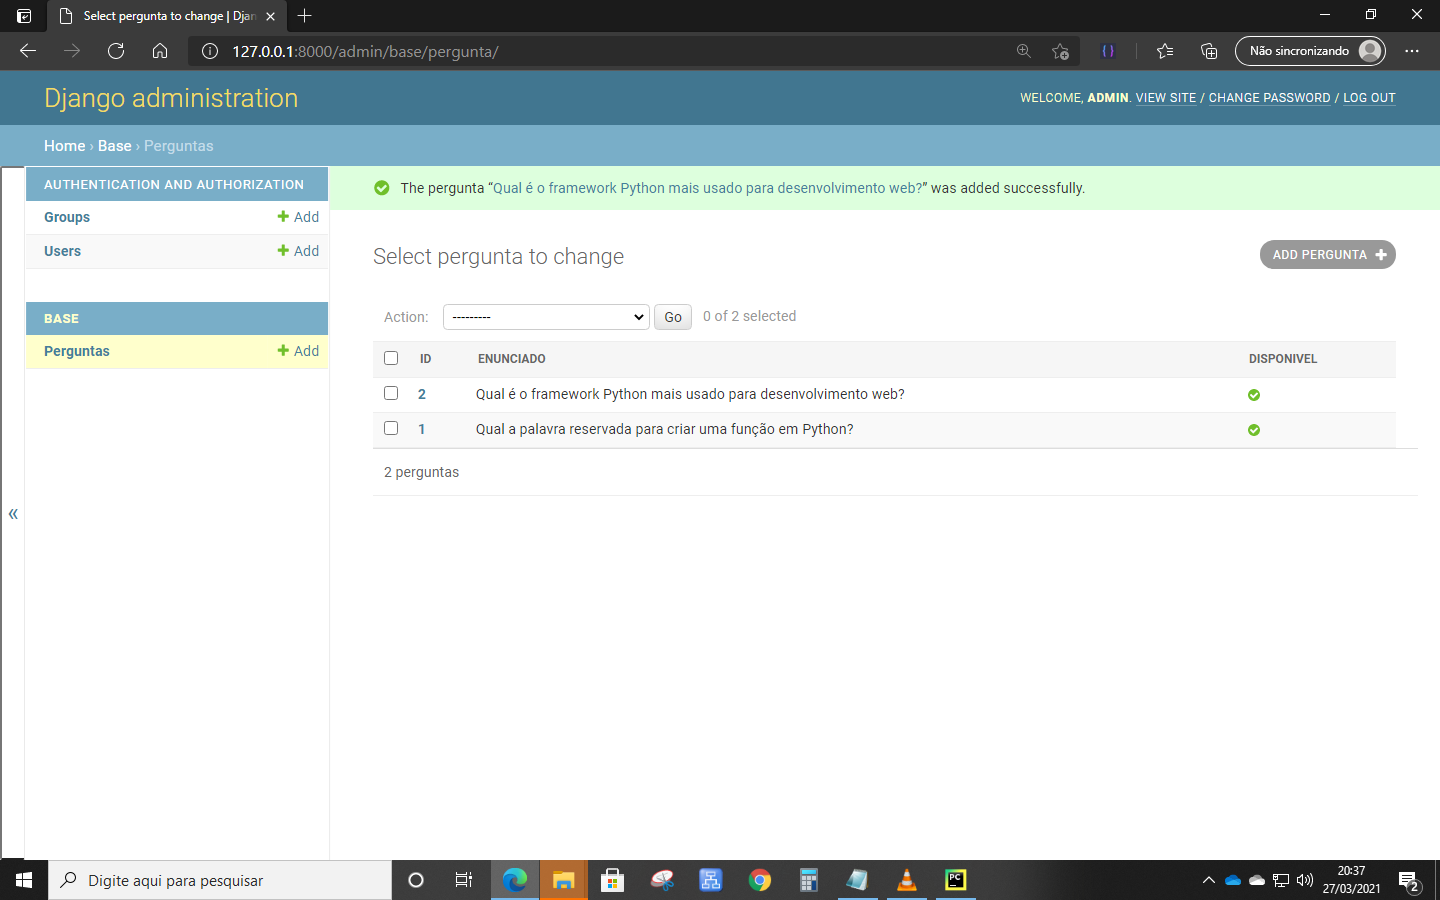 Select pergunta to change | Djan
127.0.0.1:8000/admin/base/pergunta/
Não sincronizando
Django administration
WELCOME, ADMIN. VIEW SITE / CHANGE PASSWORD / LOG OUT
Home › Base › Perguntas
AUTHENTICATION AND AUTHORIZATION
Groups
Add
Users
Add
BASE
Perguntas
Add
«
The pergunta “Qual é o framework Python mais usado para desenvolvimento web?” was added successfully.
Select pergunta to change
ADD PERGUNTA
Action: --------- Go 0 of 2 selected
ID ENUNCIADO DISPONIVEL
2 Qual é o framework Python mais usado para desenvolvimento web?
1 Qual a palavra reservada para criar uma função em Python?
2 perguntas
Digite aqui para pesquisar
PC
20:37
27/03/2021
2